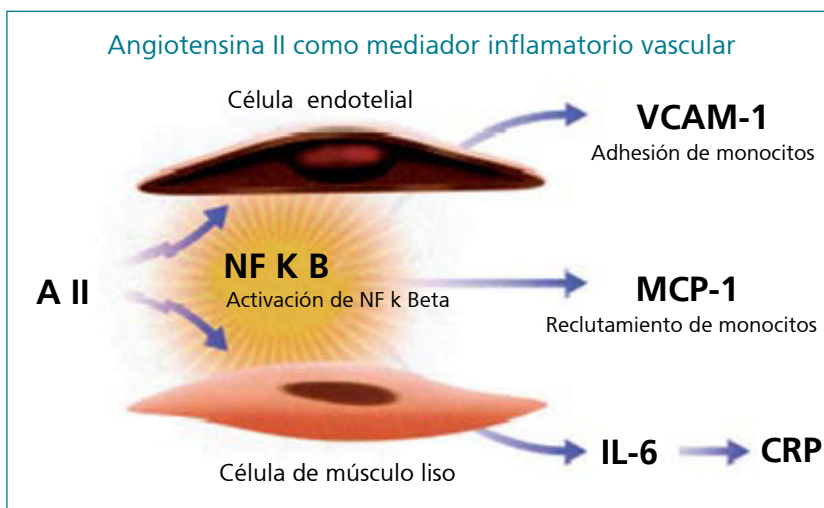 Angiotensina II como mediador inflamatorio vascular
Célula endotelial
VCAM-1
Adhesión de monocitos
A II
NF K B
Activación de NF k Beta
MCP-1
Reclutamiento de monocitos
Célula de músculo liso
IL-6
CRP